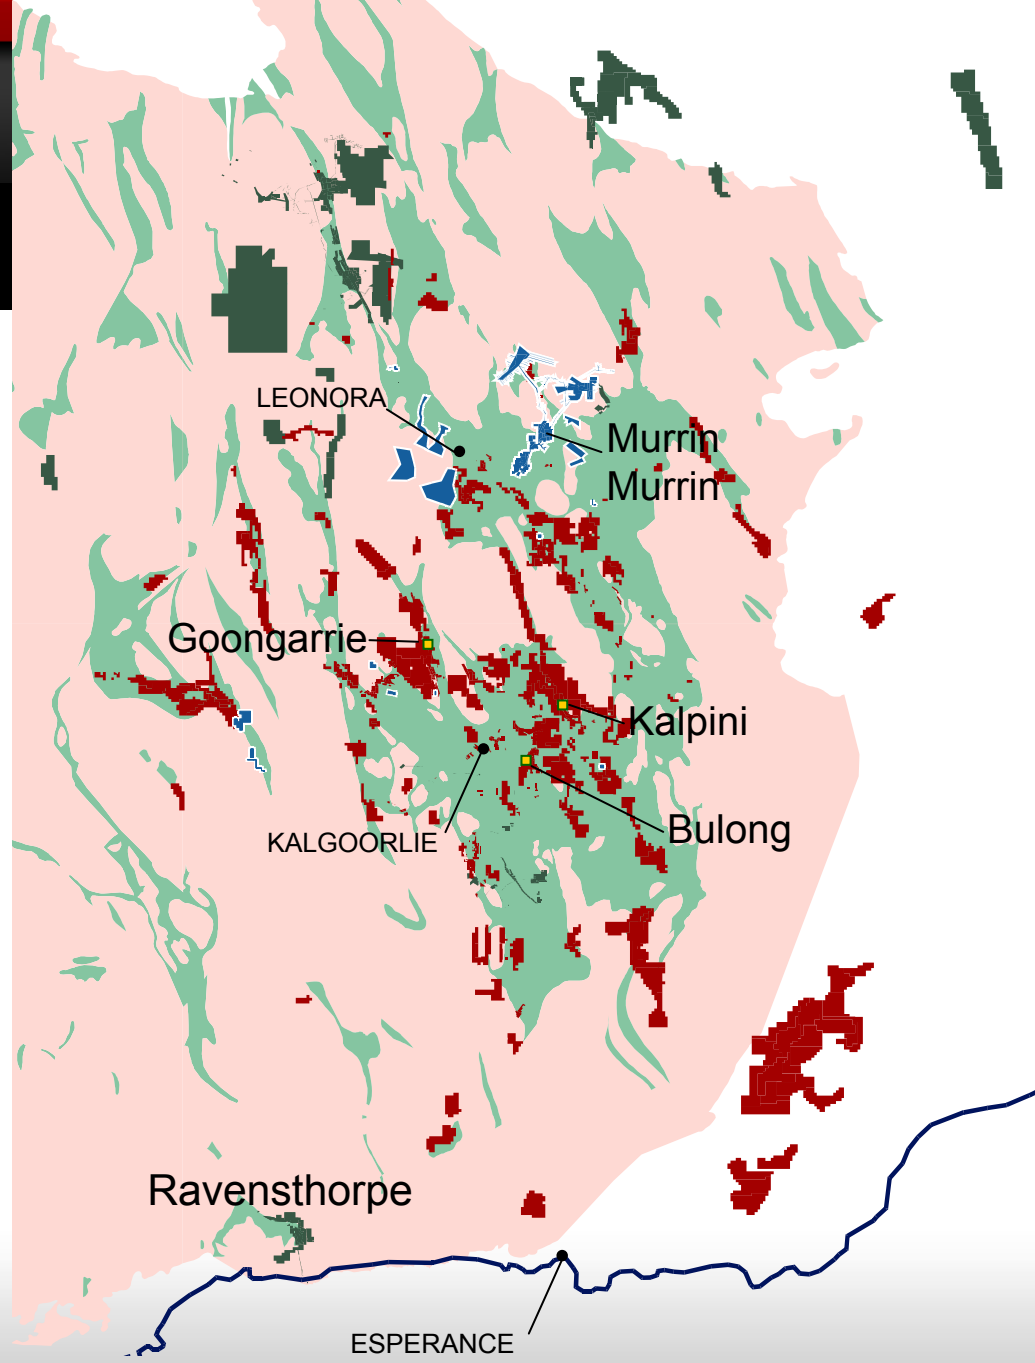 LEONORA
Murrin
Murrin
Goongarrie
Kalpini
Bulong
KALGOORLIE
Ravensthorpe
ESPERANCE